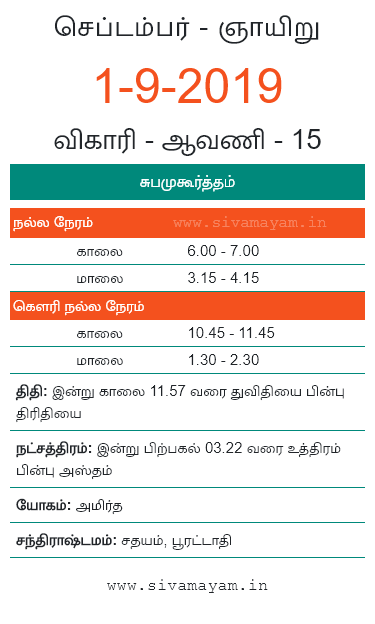 செப்டம்பர் - ஞாயிறு
1-9-2019
விகாரி - ஆவணி - 15
சுபமுகூர்த்தம்
நல்ல நேரம் www.sivamayam.in
காலை 6.00 - 7.00
மாலை 3.15 - 4.15
கௌரி நல்ல நேரம்
காலை 10.45 - 11.45
மாலை 1.30 - 2.30
திதி: இன்று காலை 11.57 வரை துவிதியை பின்பு
திரிதியை
நட்சத்திரம்: இன்று பிற்பகல் 03.22 வரை உத்திரம்
பின்பு அஸ்தம்
யோகம்: அமிர்த
சந்திராஷ்டமம்: சதயம், பூரட்டாதி
www.sivamayam.in